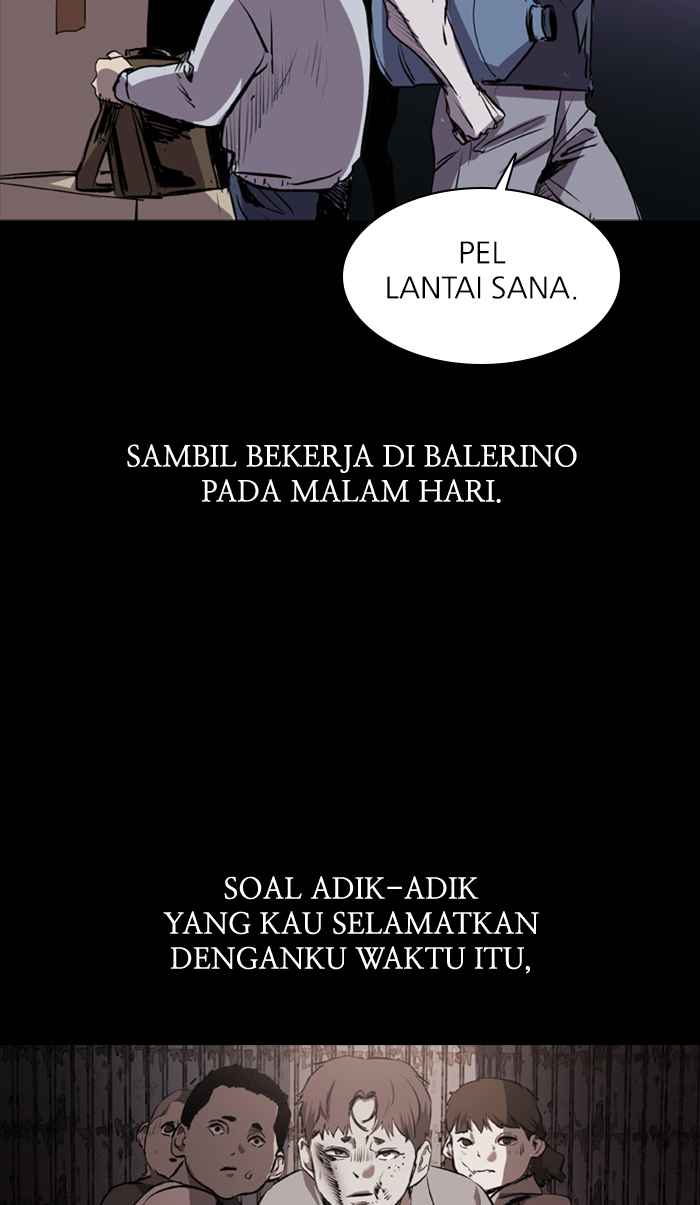 PEL
LANTAI SANA.
SAMBIL BEKERJA DI BALERINO
PADA MALAM HARI.
SOAL ADIK-ADIK
YANG KAU SELAMATKAN
DENGANKU WAKTU ITU,